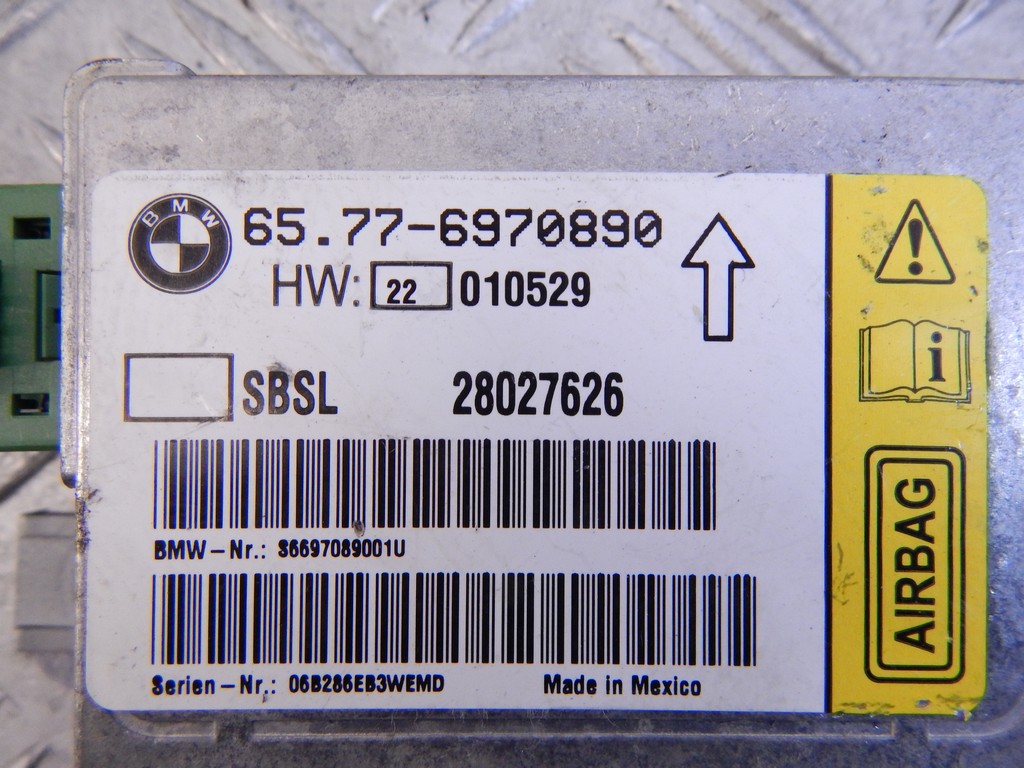 BMW 65.77-6970890
HW: 22 010529
SBSL 28027626
BMW-Nr.: S6697089001U
Serien-Nr.: 06B286EB3WEMD Made in Mexico
i
AIRBAG